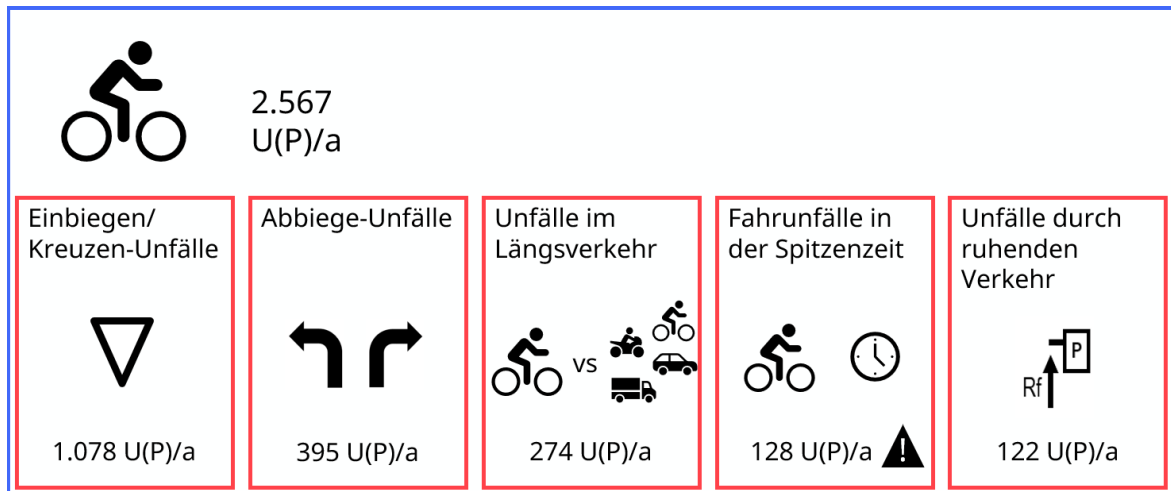 2.567
U(P)/a
Einbiegen/
Kreuzen-Unfälle
1.078 U(P)/a
Abbiege-Unfälle
395 U(P)/a
Unfälle im
Längsverkehr
vs
274 U(P)/a
Fahrunfälle in
der Spitzenzeit
128 U(P)/a
!
Unfälle durch
ruhenden
Verkehr
P
Rf
122 U(P)/a